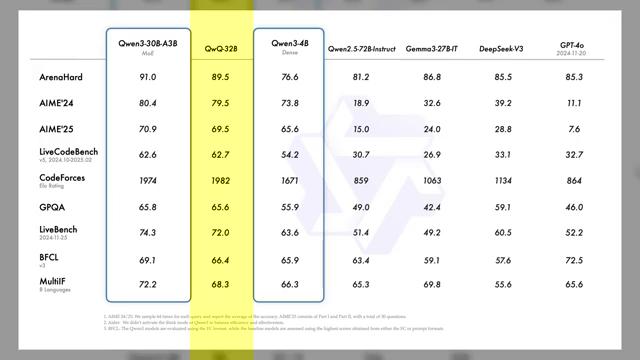 Qwen3-30B-A3B QwQ-32B Qwen3-4B Qwen2.5-72B-Instruct Gemma3-27B-IT DeepSeek-V3 GPT-4o
MoE Dense 2024-11-20
ArenaHard 91.0 89.5 76.6 81.2 86.8 85.5 85.3
AIME'24 80.4 79.5 73.8 18.9 32.6 39.2 11.1
AIME'25 70.9 69.5 65.6 15.0 24.0 28.8 7.6
LiveCodeBench 62.6 62.7 54.2 30.7 26.9 33.1 32.7
v5, 2024.10-2025.02
CodeForces 1974 1982 1671 859 1063 1134 864
Elo Rating
GPQA 65.8 65.6 55.9 49.0 42.4 59.1 46.0
LiveBench 74.3 72.0 63.6 51.4 49.2 60.5 52.2
2024-11-25
BFCL 69.1 66.4 65.9 63.4 59.1 57.6 72.5
v3
MultiIF 72.2 68.3 66.3 65.3 69.8 55.6 65.6
8 Languages
1. AIME 24/25: We sample 64 times for each query and report the average of the accuracy. AIME'25 consists of Part I and Part II, with a total of 30 questions.
2. Aider: We didn't activate the think mode of Qwen3 to balance efficiency and effectiveness.
3. BFCL: The Qwen3 models are evaluated using the FC format, while the baseline models are assessed using the highest scores obtained from either the FC or prompt formats.